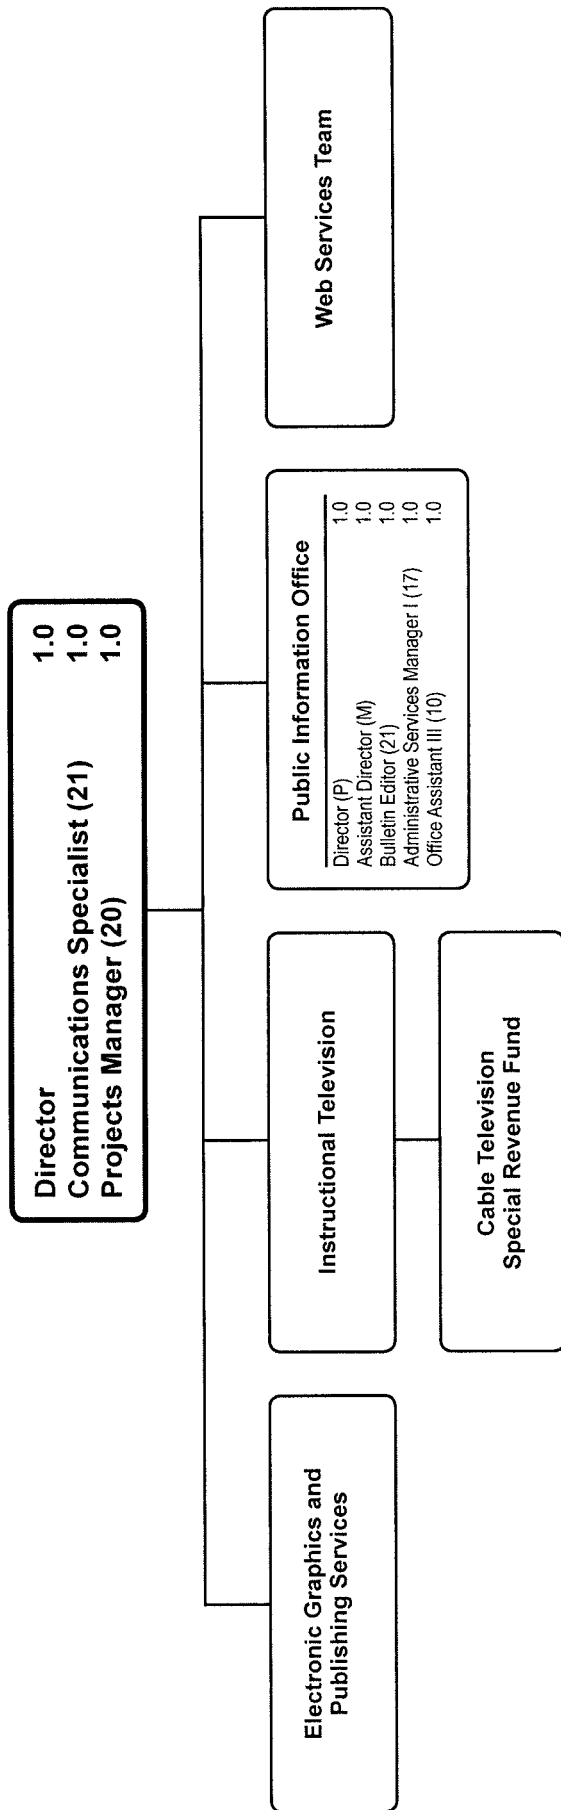 Director 1.0
Communications Specialist (21) 1.0
Projects Manager (20) 1.0
Electronic Graphics and
Publishing Services
Instructional Television
Cable Television
Special Revenue Fund
Public Information Office
Director (P) 1.0
Assistant Director (M) 1.0
Bulletin Editor (21) 1.0
Administrative Services Manager I (17) 1.0
Office Assistant III (10) 1.0
Web Services Team